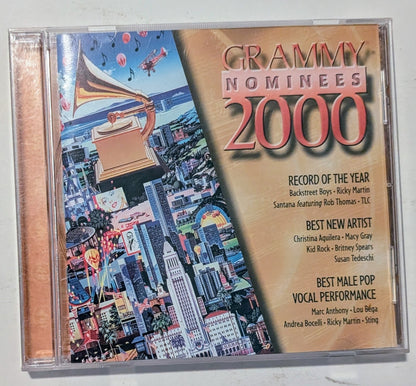 GRAMMY
NOMINEES
2000
RECORD OF THE YEAR
Backstreet Boys • Ricky Martin
Santana featuring Rob Thomas • TLC
BEST NEW ARTIST
Christina Aguilera • Macy Gray
Kid Rock • Britney Spears
Susan Tedeschi
BEST MALE POP
VOCAL PERFORMANCE
Marc Anthony • Lou Bega
Andrea Bocelli • Ricky Martin • Sting